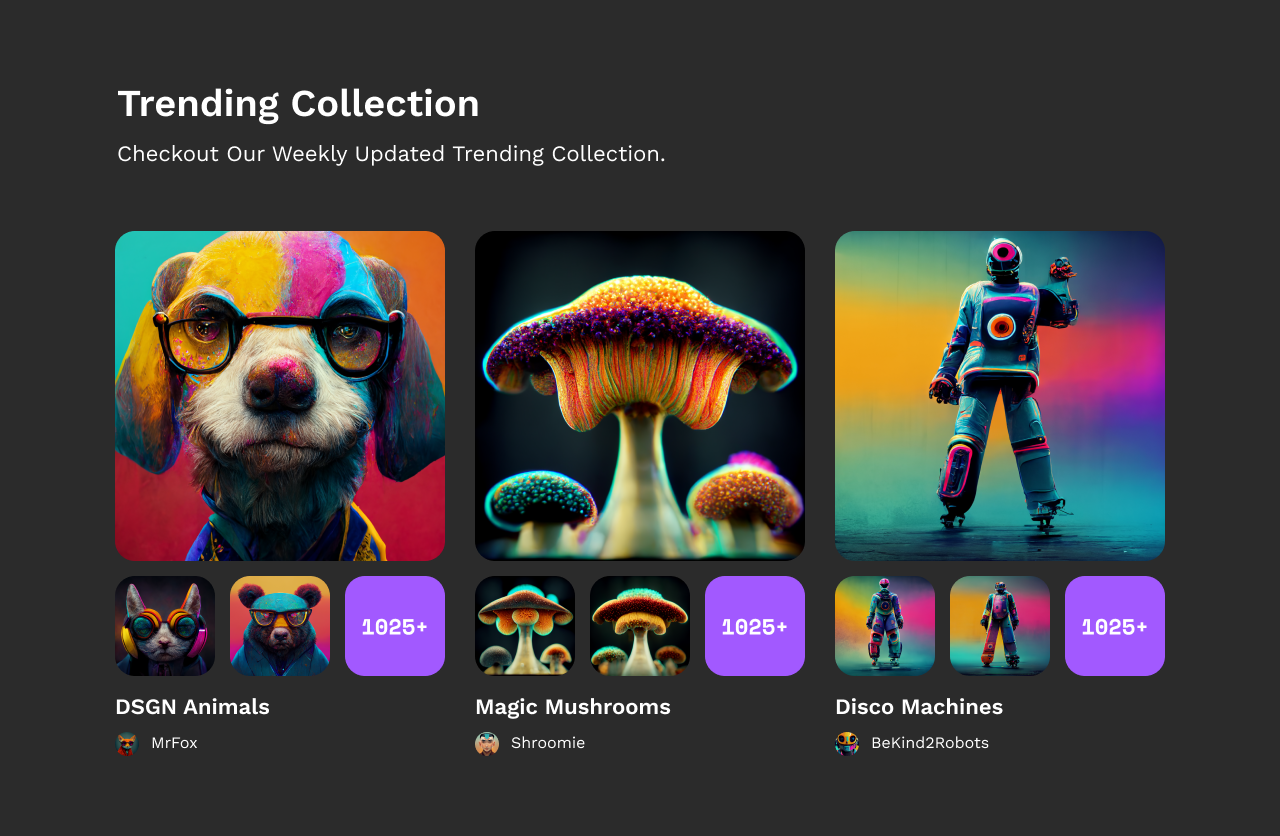 Trending Collection
Checkout Our Weekly Updated Trending Collection.
1025+
1025+
1025+
DSGN Animals
Magic Mushrooms
Disco Machines
MrFox
Shroomie
BeKind2Robots